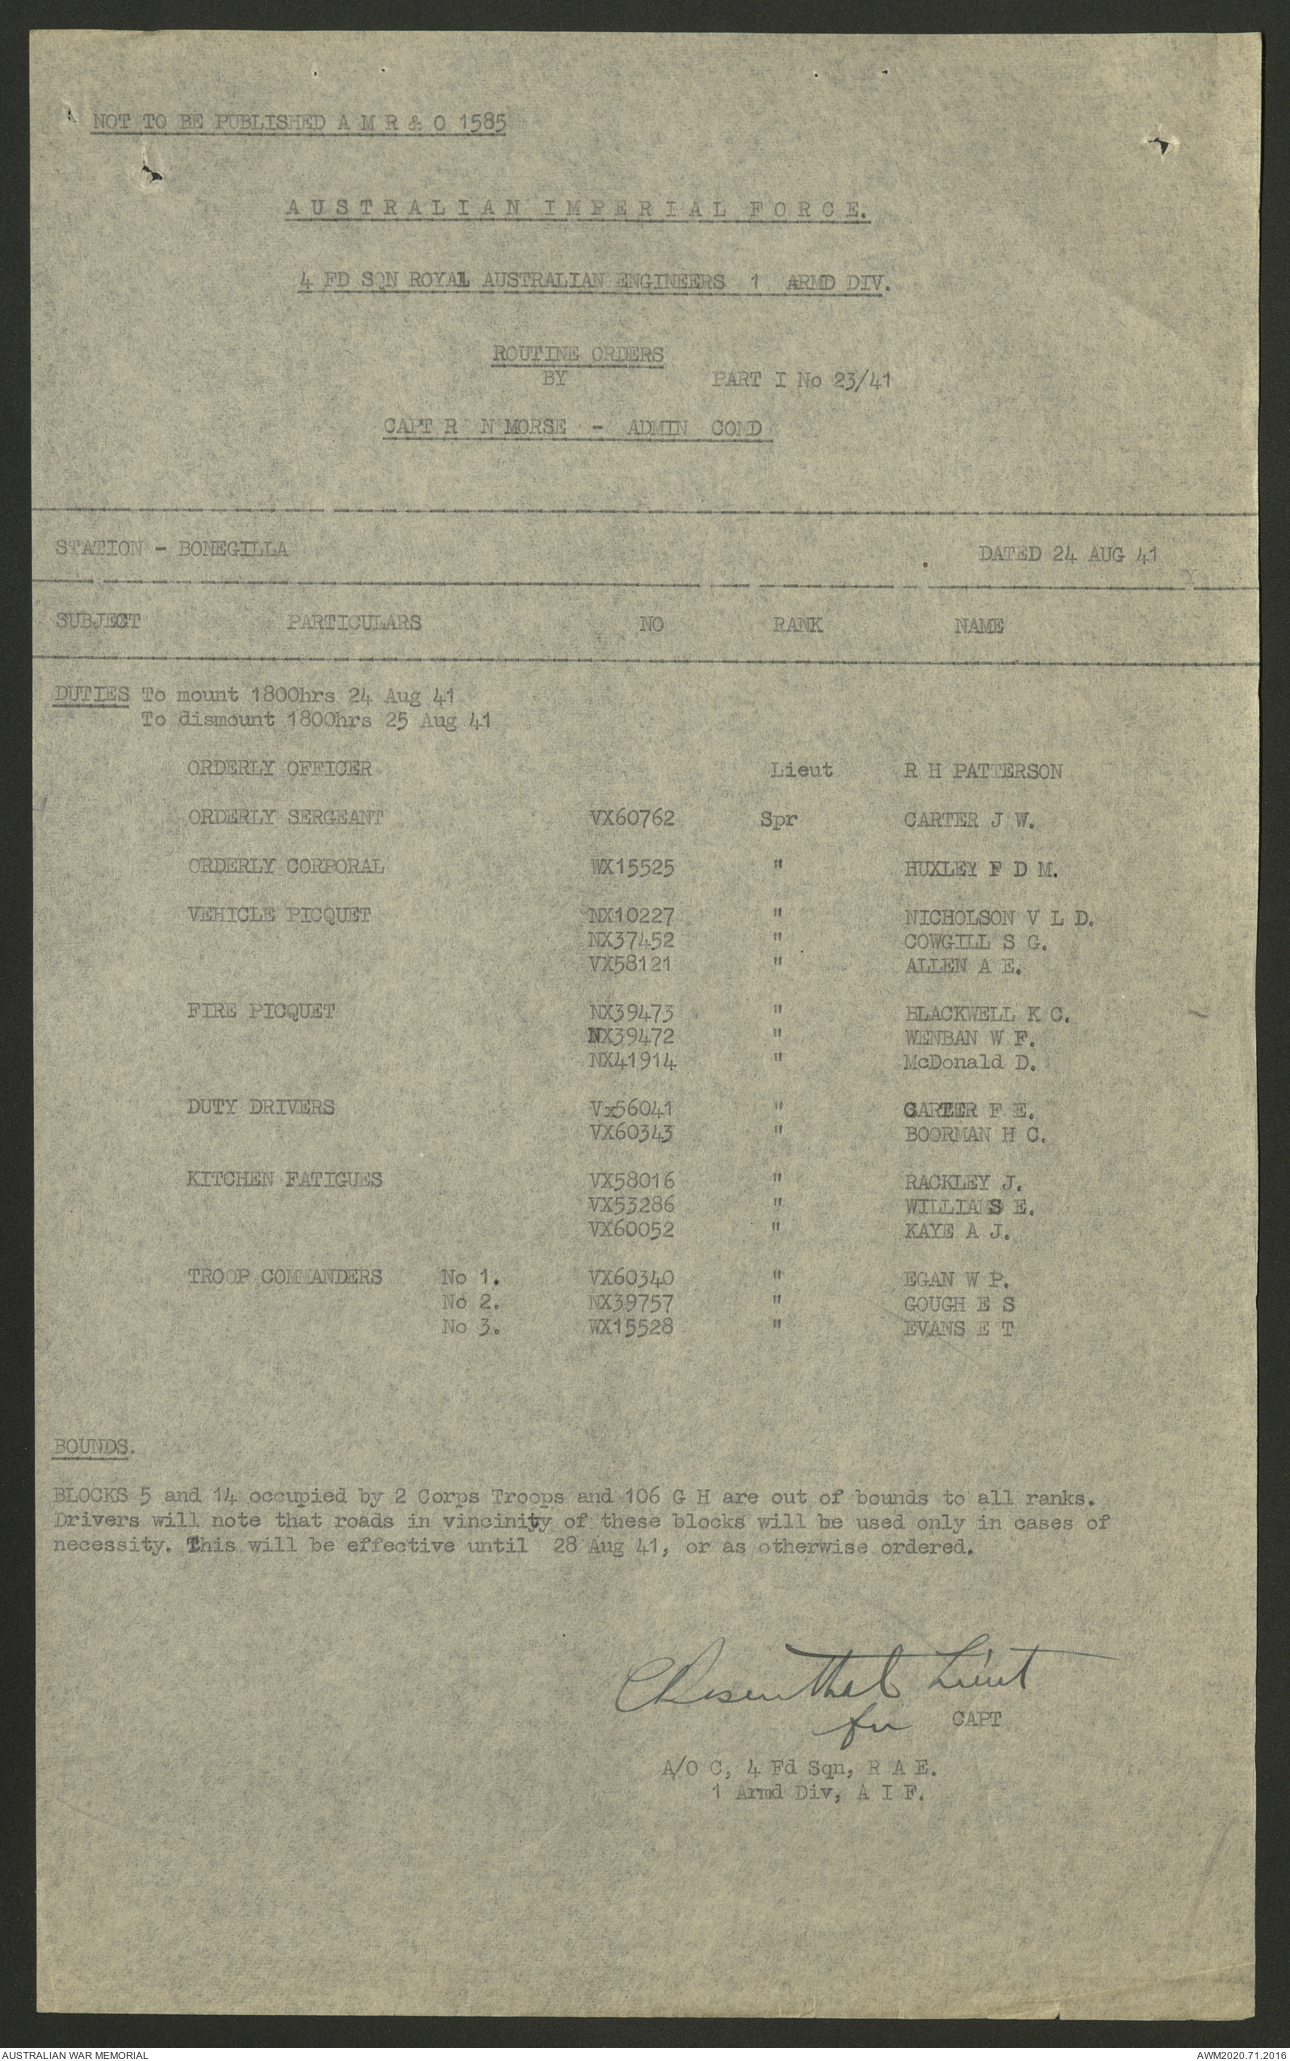 NOT TO BE PUBLISHED A M R & O 1585
AUSTRALIAN IMPERIAL FORCE.
4 FD SQN ROYAL AUSTRALIAN ENGINEERS 1 ARMD DIV.
ROUTINE ORDERS
BY PART I No 23/41
CAPT R N MORSE - ADMIN COMD
STATION - BONEGILLA DATED 24 AUG 41
SUBJECT PARTICULARS NO RANK NAME
DUTIES To mount 1800hrs 24 Aug 41
To dismount 1800hrs 25 Aug 41
ORDERLY OFFICER Lieut R H PATTERSON
ORDERLY SERGEANT VX60762 Spr CARTER J W.
ORDERLY CORPORAL WX15525 " HUXLEY F D M.
VEHICLE PICQUET NX10227 " NICHOLSON V L D.
NX37452 " COWGILL S G.
VX58121 " ALLEN A E.
FIRE PICQUET NX39473 " BLACKWELL K C.
NX39472 " WENBAN W F.
NX41914 " McDonald D.
DUTY DRIVERS Vx56041 " CARTER F E.
VX60343 " BOORMAN H C.
KITCHEN FATIGUES VX58016 " RACKLEY J.
VX53286 " WILLIAMS E.
VX60052 " KAYE A J.
TROOP COMMANDERS No 1. VX60340 " EGAN W P.
No 2. NX39757 " GOUGH E S
No 3. WX15528 " EVANS E T
BOUNDS.
BLOCKS 5 and 14 occupied by 2 Corps Troops and 106 G H are out of bounds to all ranks.
Drivers will note that roads in vincinity of these blocks will be used only in cases of
necessity. This will be effective until 28 Aug 41, or as otherwise ordered.
CRosenthal Lieut
for CAPT
A/O C, 4 Fd Sqn, R A E.
1 Armd Div, A I F.
AUSTRALIAN WAR MEMORIAL AWM2020.71.2016